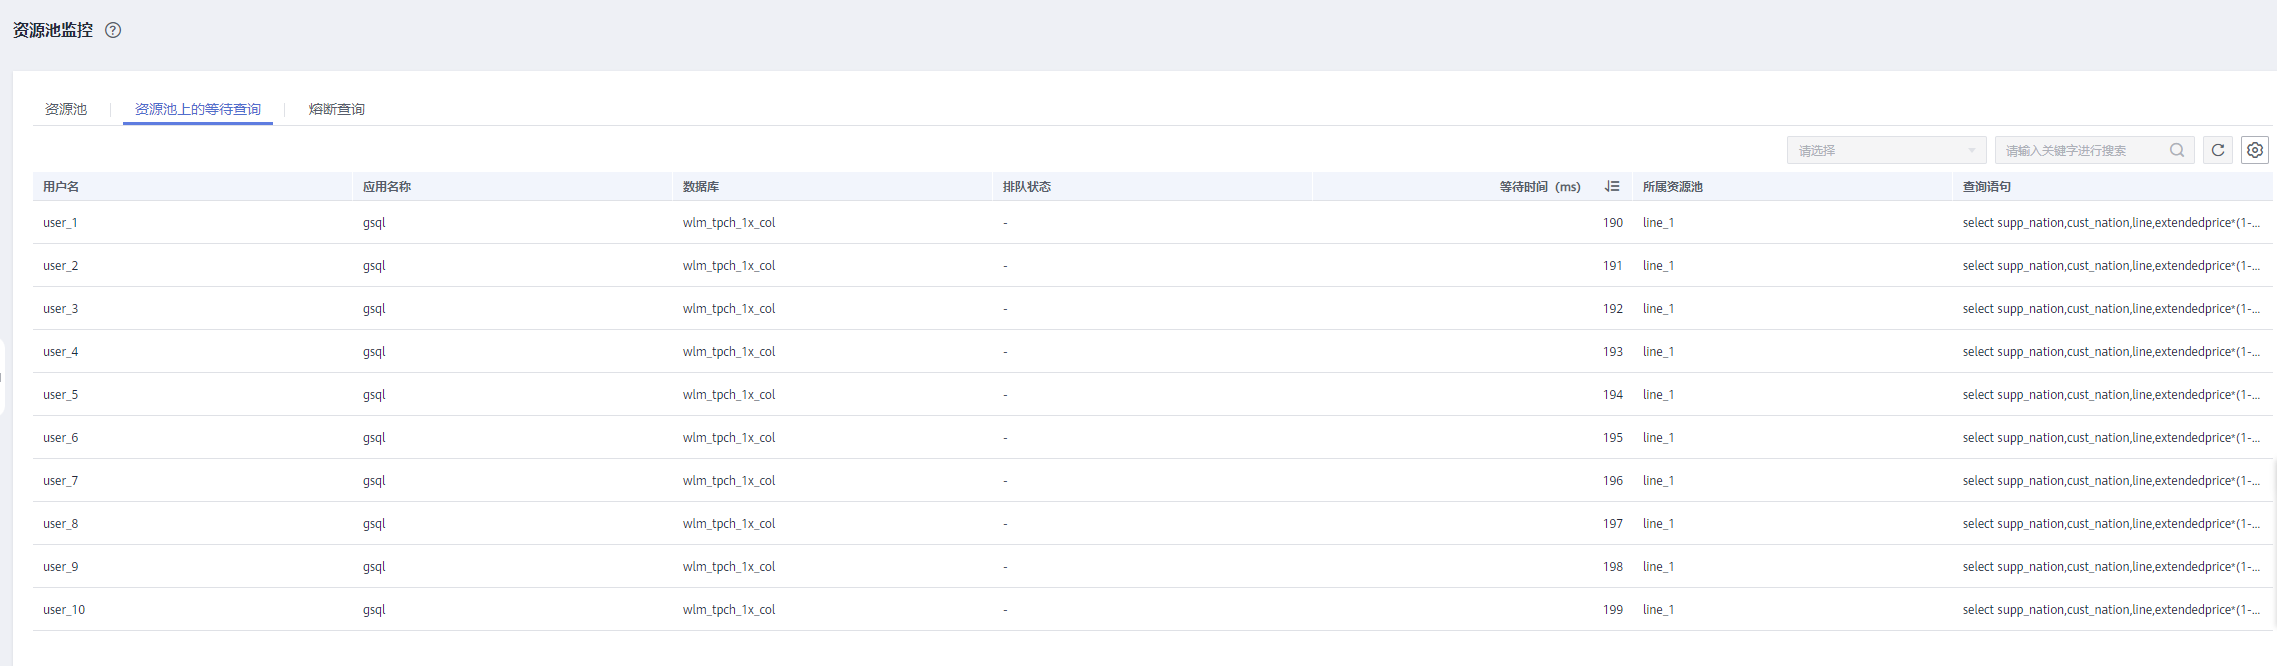 资源池监控
资源池 资源池上的等待查询 熔断查询
请选择 请输入关键字进行搜索
用户名 应用名称 数据库 排队状态 等待时间（ms） 所属资源池 查询语句
user_1 gsql wlm_tpch_1x_col - 190 line_1 select supp_nation,cust_nation,line,extendedprice*(1-...
user_2 gsql wlm_tpch_1x_col - 191 line_1 select supp_nation,cust_nation,line,extendedprice*(1-...
user_3 gsql wlm_tpch_1x_col - 192 line_1 select supp_nation,cust_nation,line,extendedprice*(1-...
user_4 gsql wlm_tpch_1x_col - 193 line_1 select supp_nation,cust_nation,line,extendedprice*(1-...
user_5 gsql wlm_tpch_1x_col - 194 line_1 select supp_nation,cust_nation,line,extendedprice*(1-...
user_6 gsql wlm_tpch_1x_col - 195 line_1 select supp_nation,cust_nation,line,extendedprice*(1-...
user_7 gsql wlm_tpch_1x_col - 196 line_1 select supp_nation,cust_nation,line,extendedprice*(1-...
user_8 gsql wlm_tpch_1x_col - 197 line_1 select supp_nation,cust_nation,line,extendedprice*(1-...
user_9 gsql wlm_tpch_1x_col - 198 line_1 select supp_nation,cust_nation,line,extendedprice*(1-...
user_10 gsql wlm_tpch_1x_col - 199 line_1 select supp_nation,cust_nation,line,extendedprice*(1-...